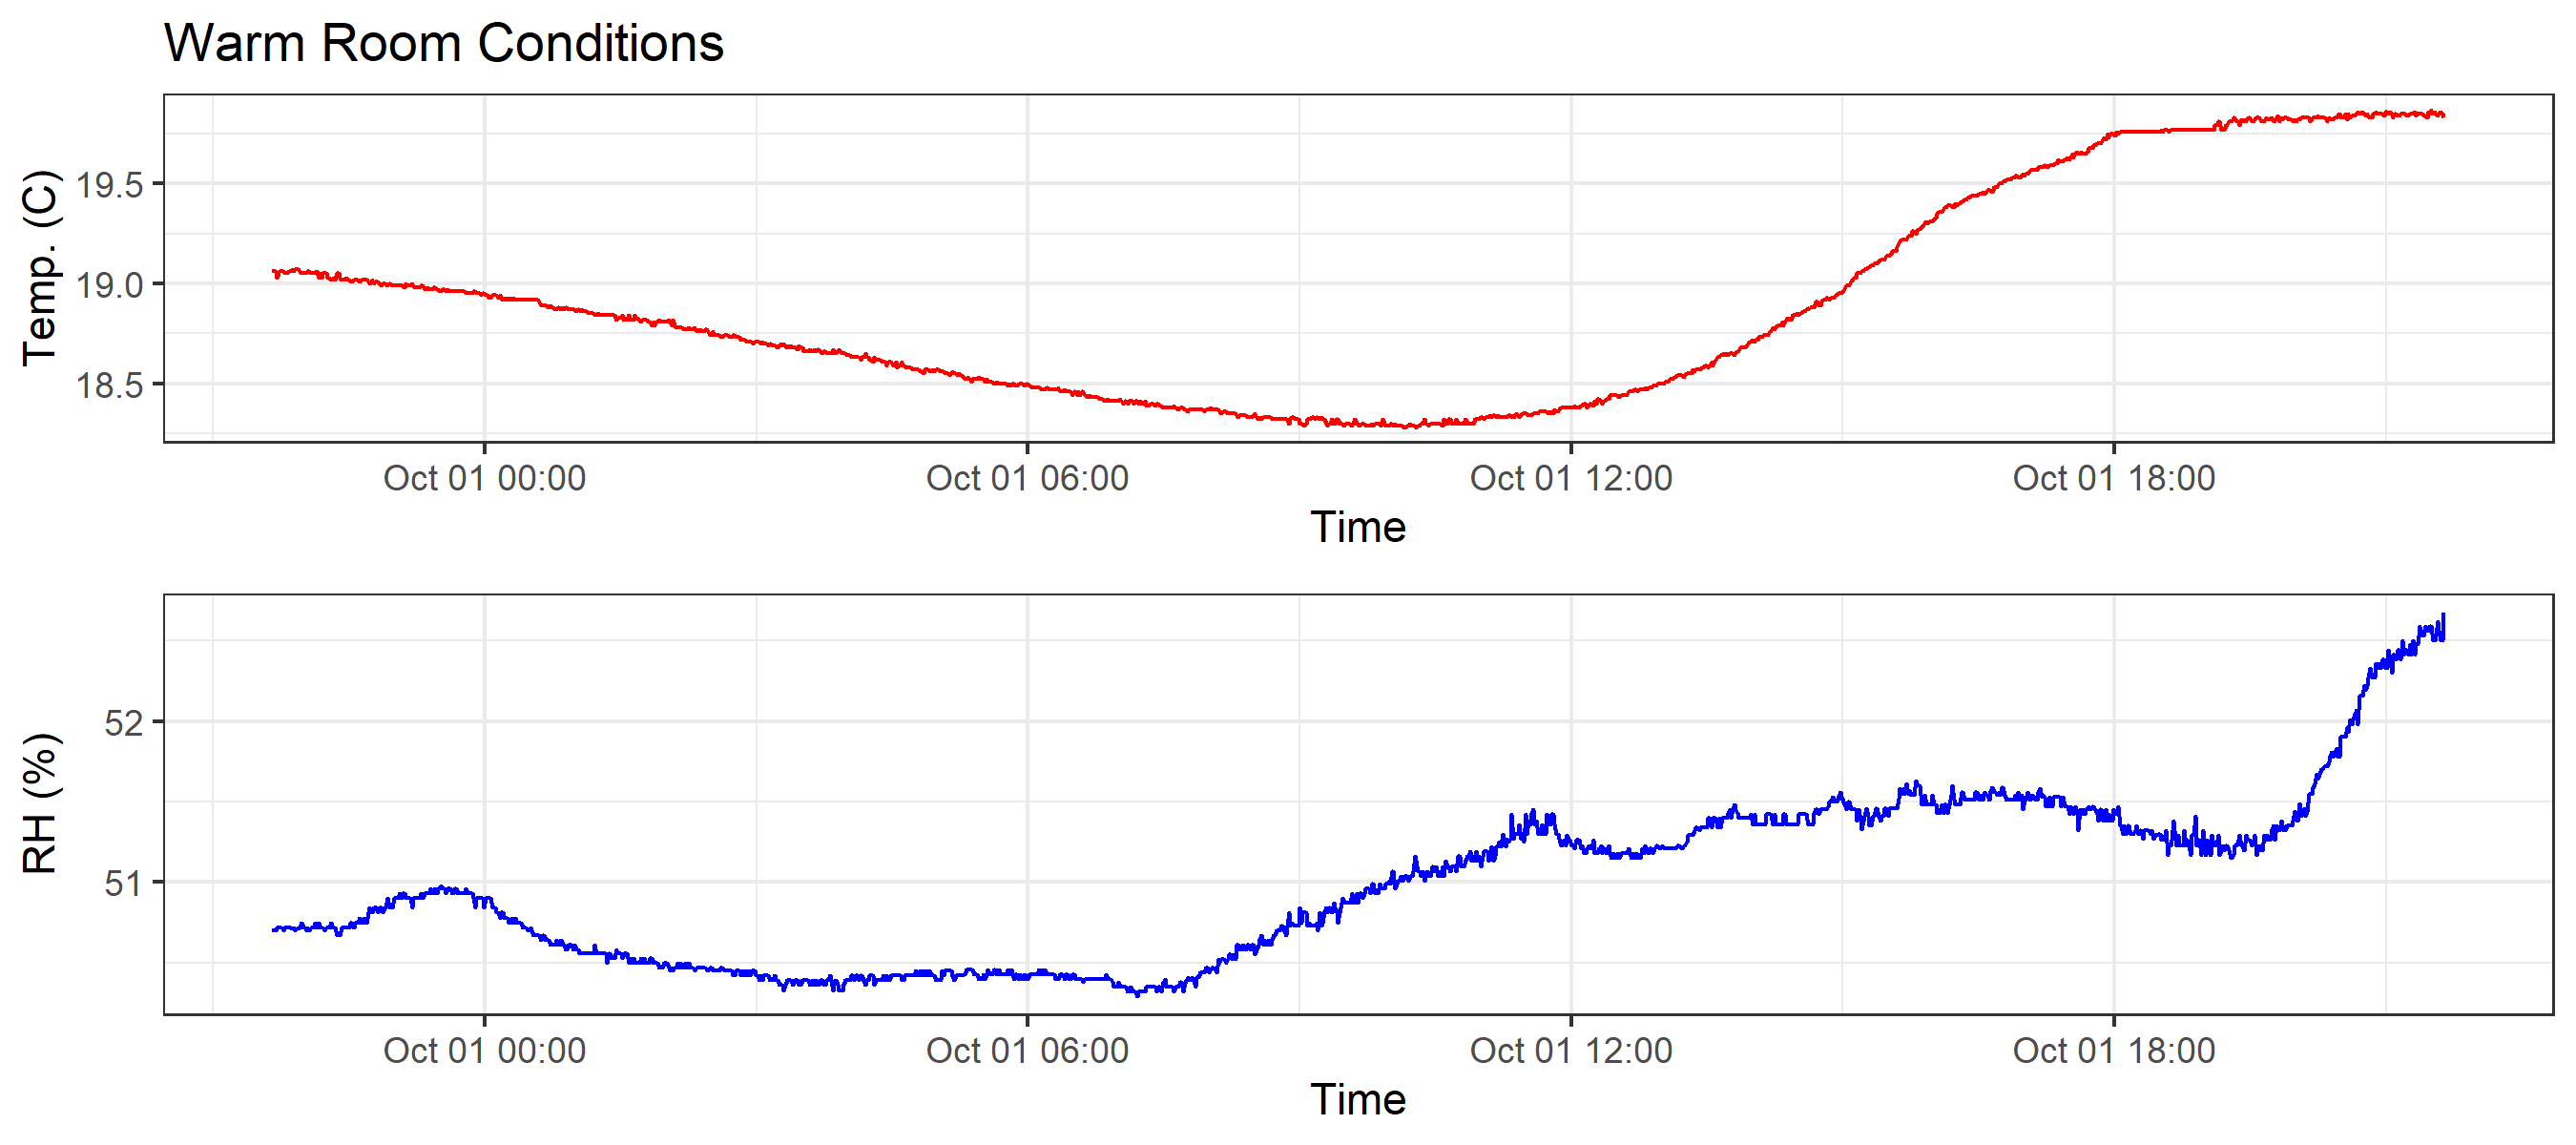 Warm Room Conditions
Temp. (C)
19.5
19.0
18.5
Oct 01 00:00 Oct 01 06:00 Oct 01 12:00 Oct 01 18:00
Time
RH (%)
52
51
Oct 01 00:00 Oct 01 06:00 Oct 01 12:00 Oct 01 18:00
Time